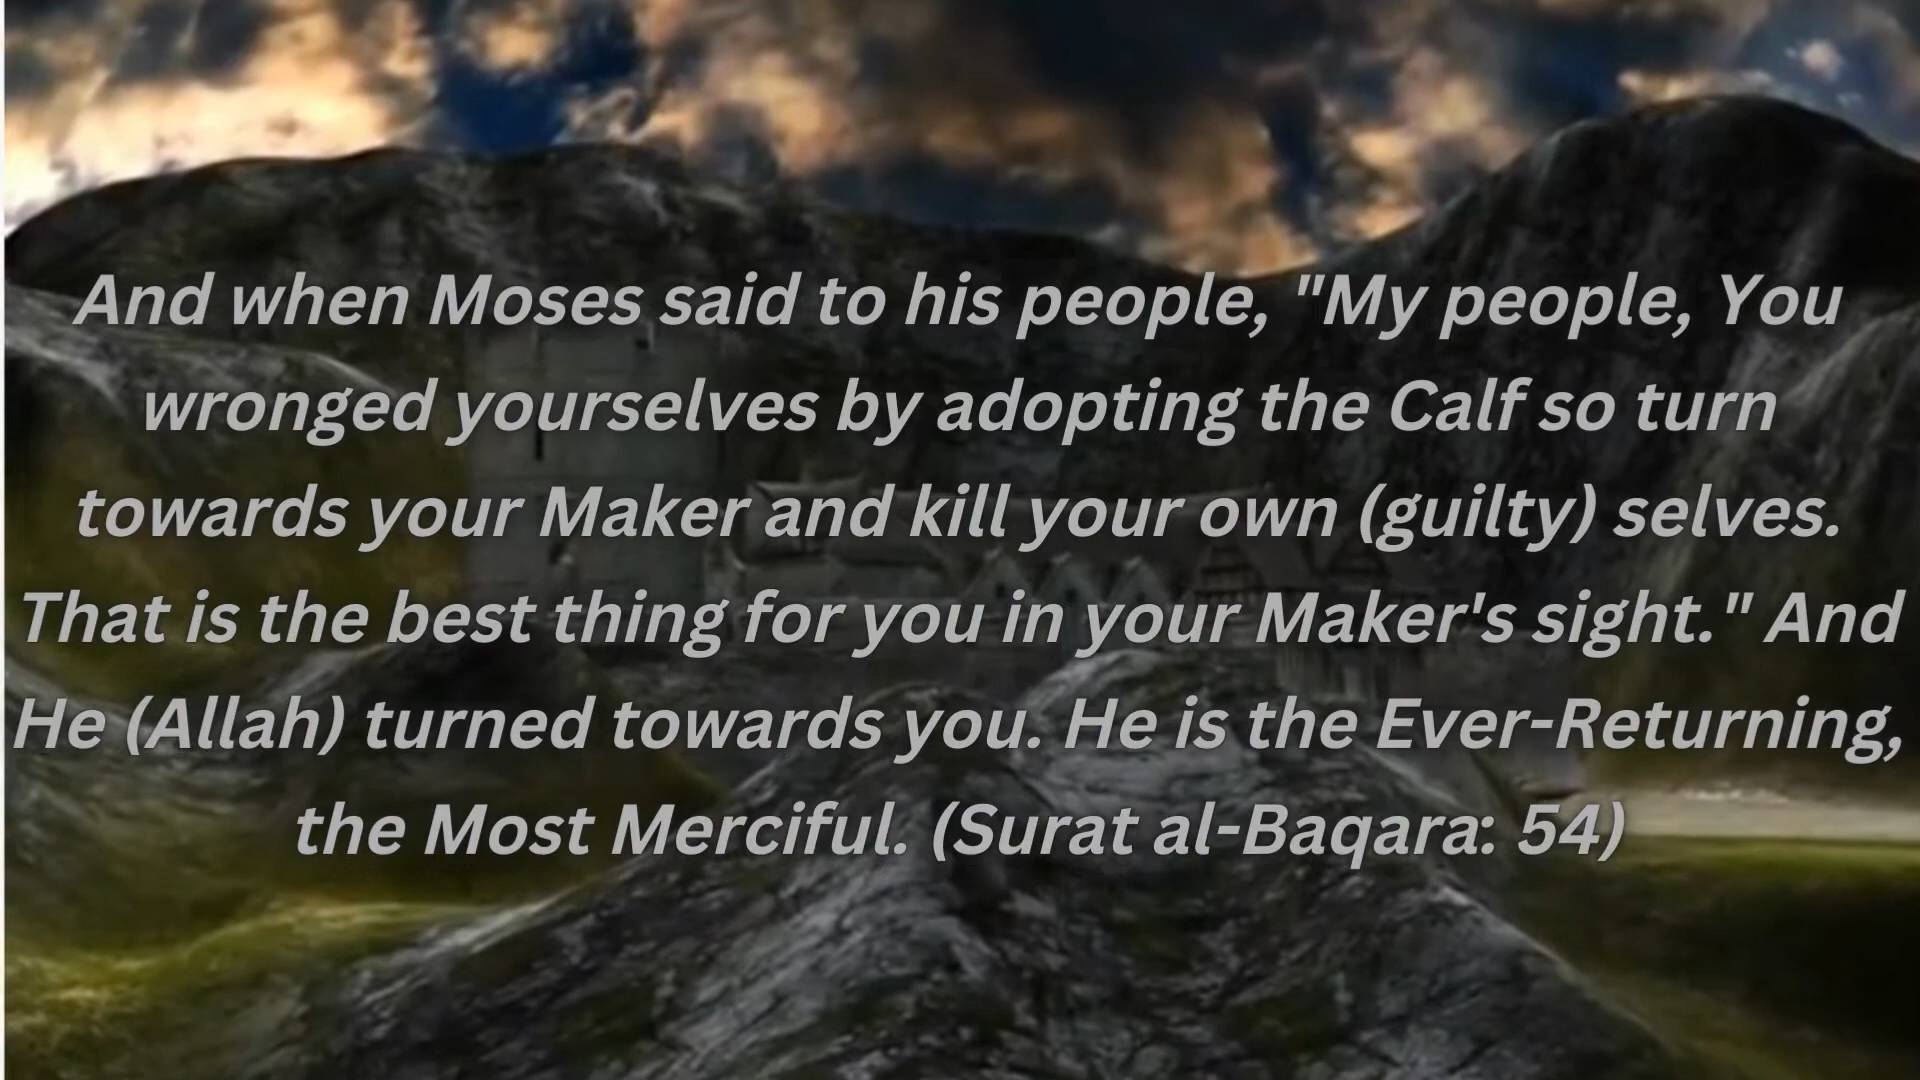 And when Moses said to his people, "My people, You
wronged yourselves by adopting the Calf so turn
towards your Maker and kill your own (guilty) selves.
That is the best thing for you in your Maker's sight." And
He (Allah) turned towards you. He is the Ever-Returning,
the Most Merciful. (Surat al-Baqara: 54)